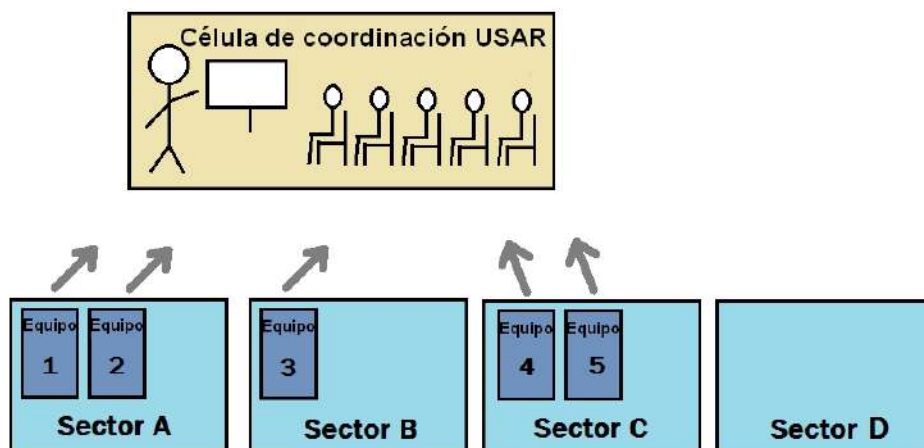 Célula de coordinación USAR
Equipo
1
Equipo
2
Sector A
Equipo
3
Sector B
Equipo
4
Equipo
5
Sector C
Sector D